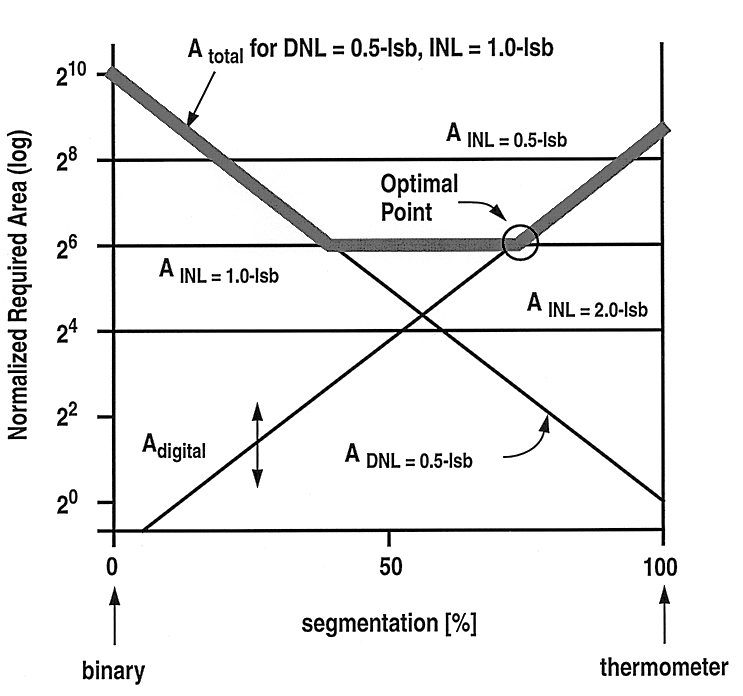 A total for DNL = 0.5-lsb, INL = 1.0-lsb
2^10
A INL = 0.5-lsb
2^8
Optimal
Point
2^6
A INL = 1.0-lsb
A INL = 2.0-lsb
2^4
2^2
A digital
A DNL = 0.5-lsb
2^0
Normalized Required Area (log)
0
50
100
segmentation [%]
binary
thermometer